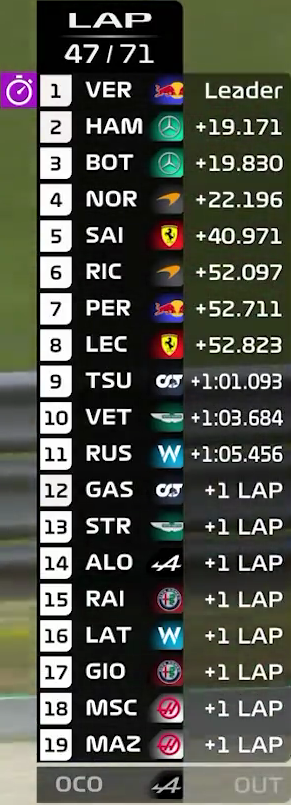 LAP
47 / 71
1 VER Leader
2 HAM +19.171
3 BOT +19.830
4 NOR +22.196
5 SAI +40.971
6 RIC +52.097
7 PER +52.711
8 LEC +52.823
9 TSU +1:01.093
10 VET +1:03.684
11 RUS +1:05.456
12 GAS +1 LAP
13 STR +1 LAP
14 ALO +1 LAP
15 RAI +1 LAP
16 LAT W +1 LAP
17 GIO +1 LAP
18 MSC +1 LAP
19 MAZ +1 LAP
OCO OUT